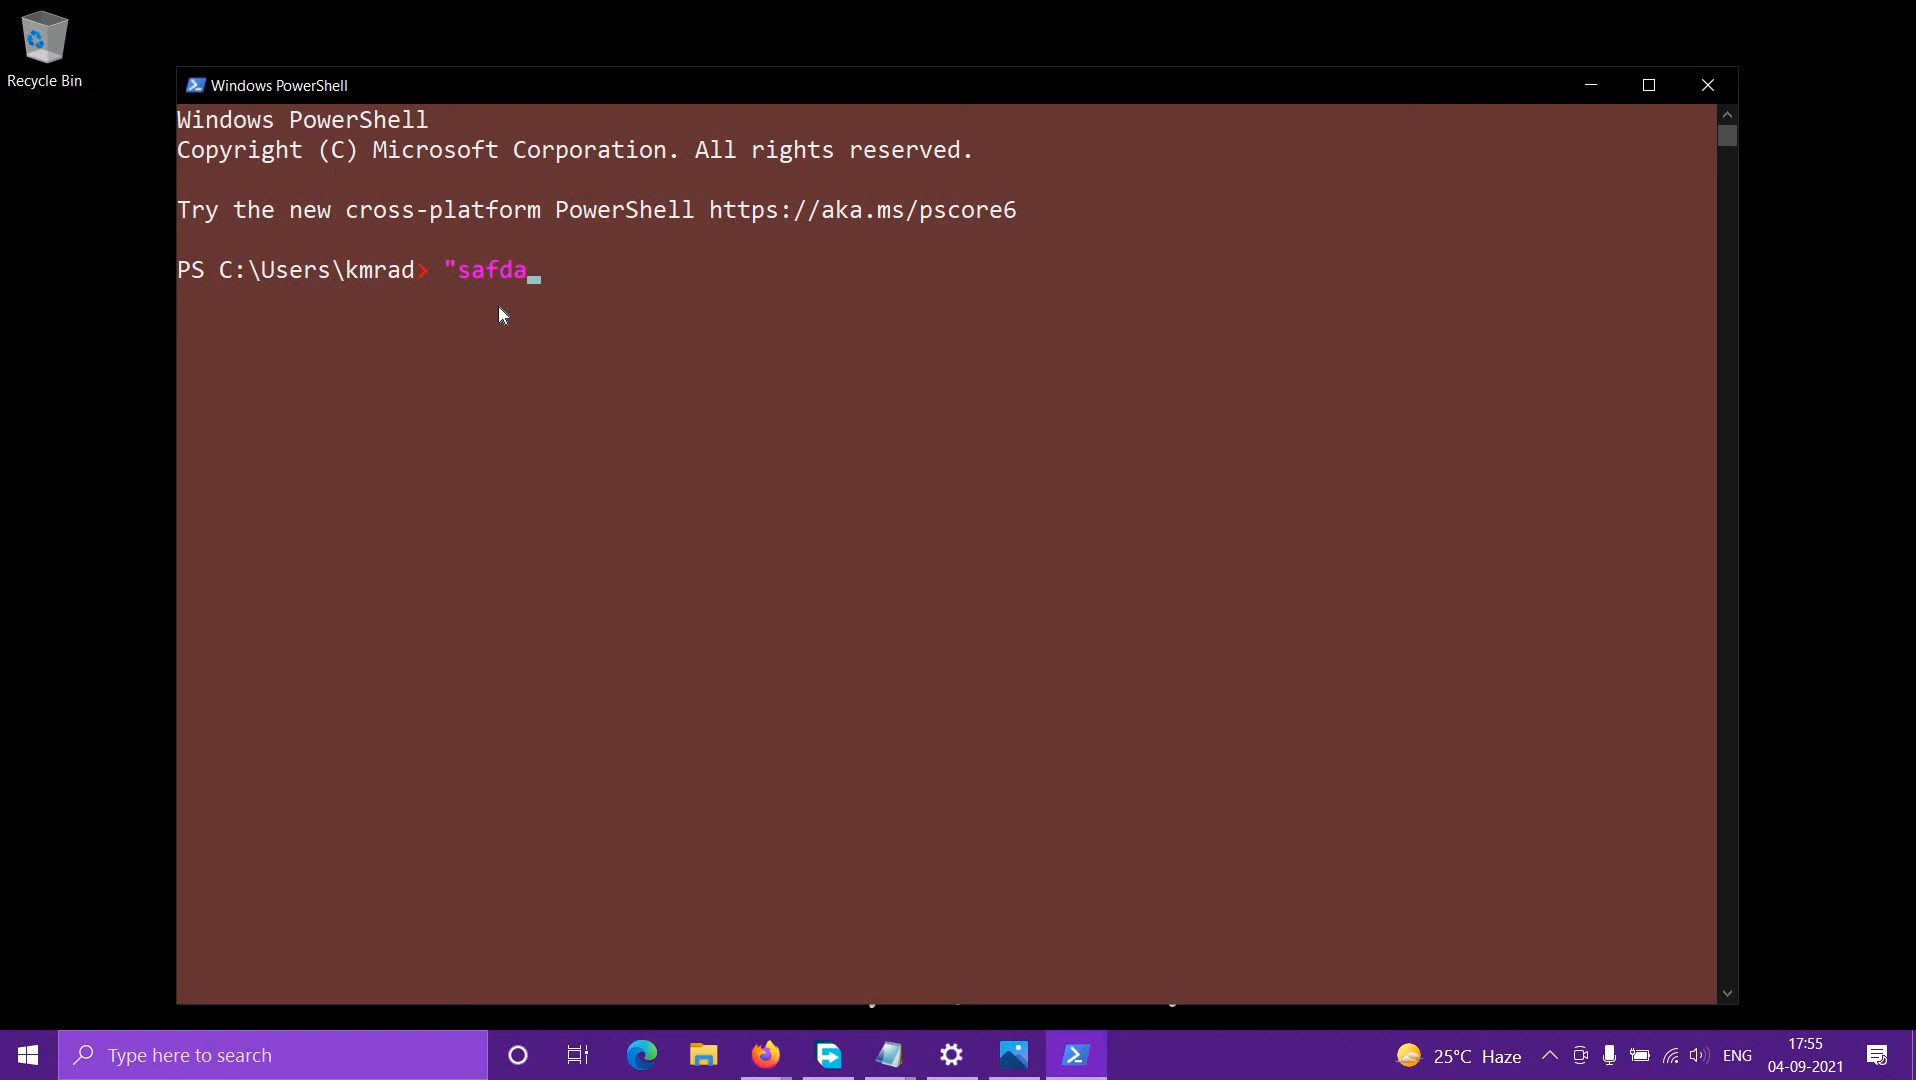 Recycle Bin
Windows PowerShell
Windows PowerShell
Copyright (C) Microsoft Corporation. All rights reserved.
Try the new cross-platform PowerShell https://aka.ms/pscore6
PS C:\Users\kmrad> "safda
Type here to search
25°C Haze
ENG
17:55
04-09-2021